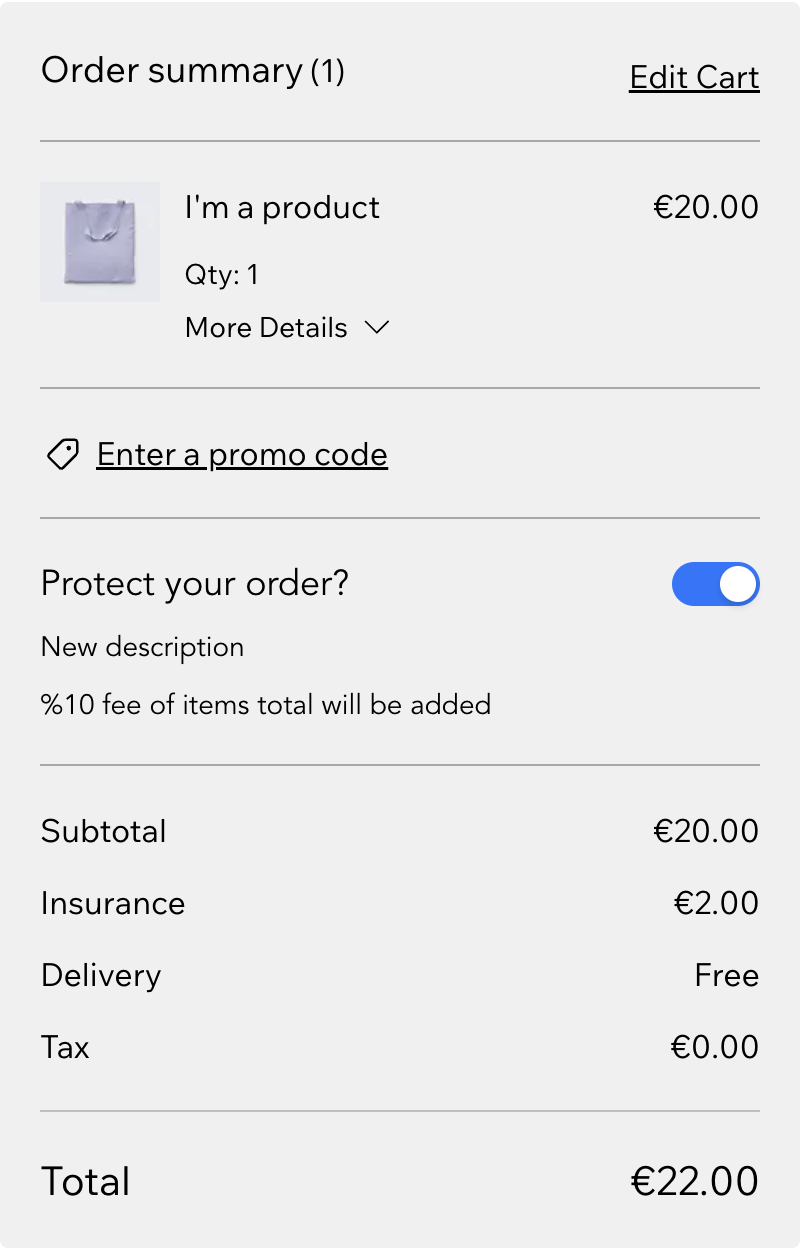 Order summary (1)
Edit Cart
I'm a product
€20.00
Qty: 1
More Details
Enter a promo code
Protect your order?
New description
%10 fee of items total will be added
Subtotal
€20.00
Insurance
€2.00
Delivery
Free
Tax
€0.00
Total
€22.00